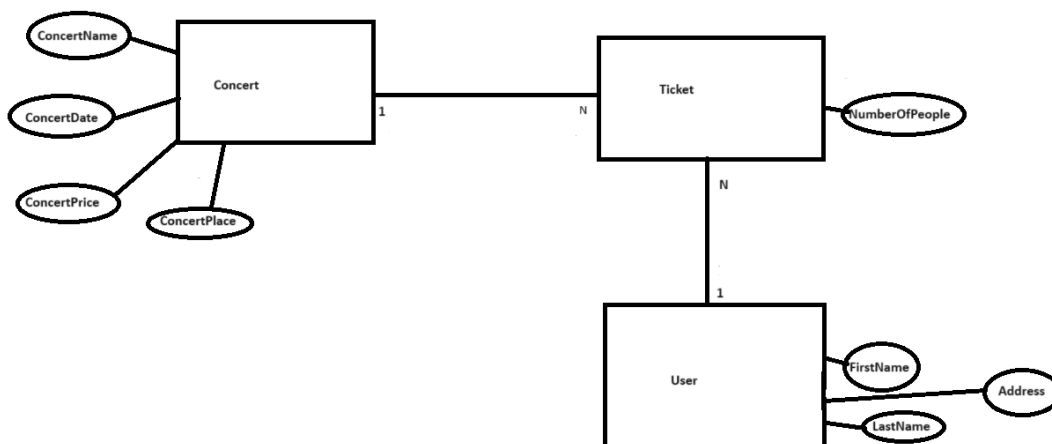 ConcertName
Concert
Ticket
1
N
NumberOfPeople
ConcertDate
ConcertPrice
ConcertPlace
N
1
User
FirstName
Address
LastName